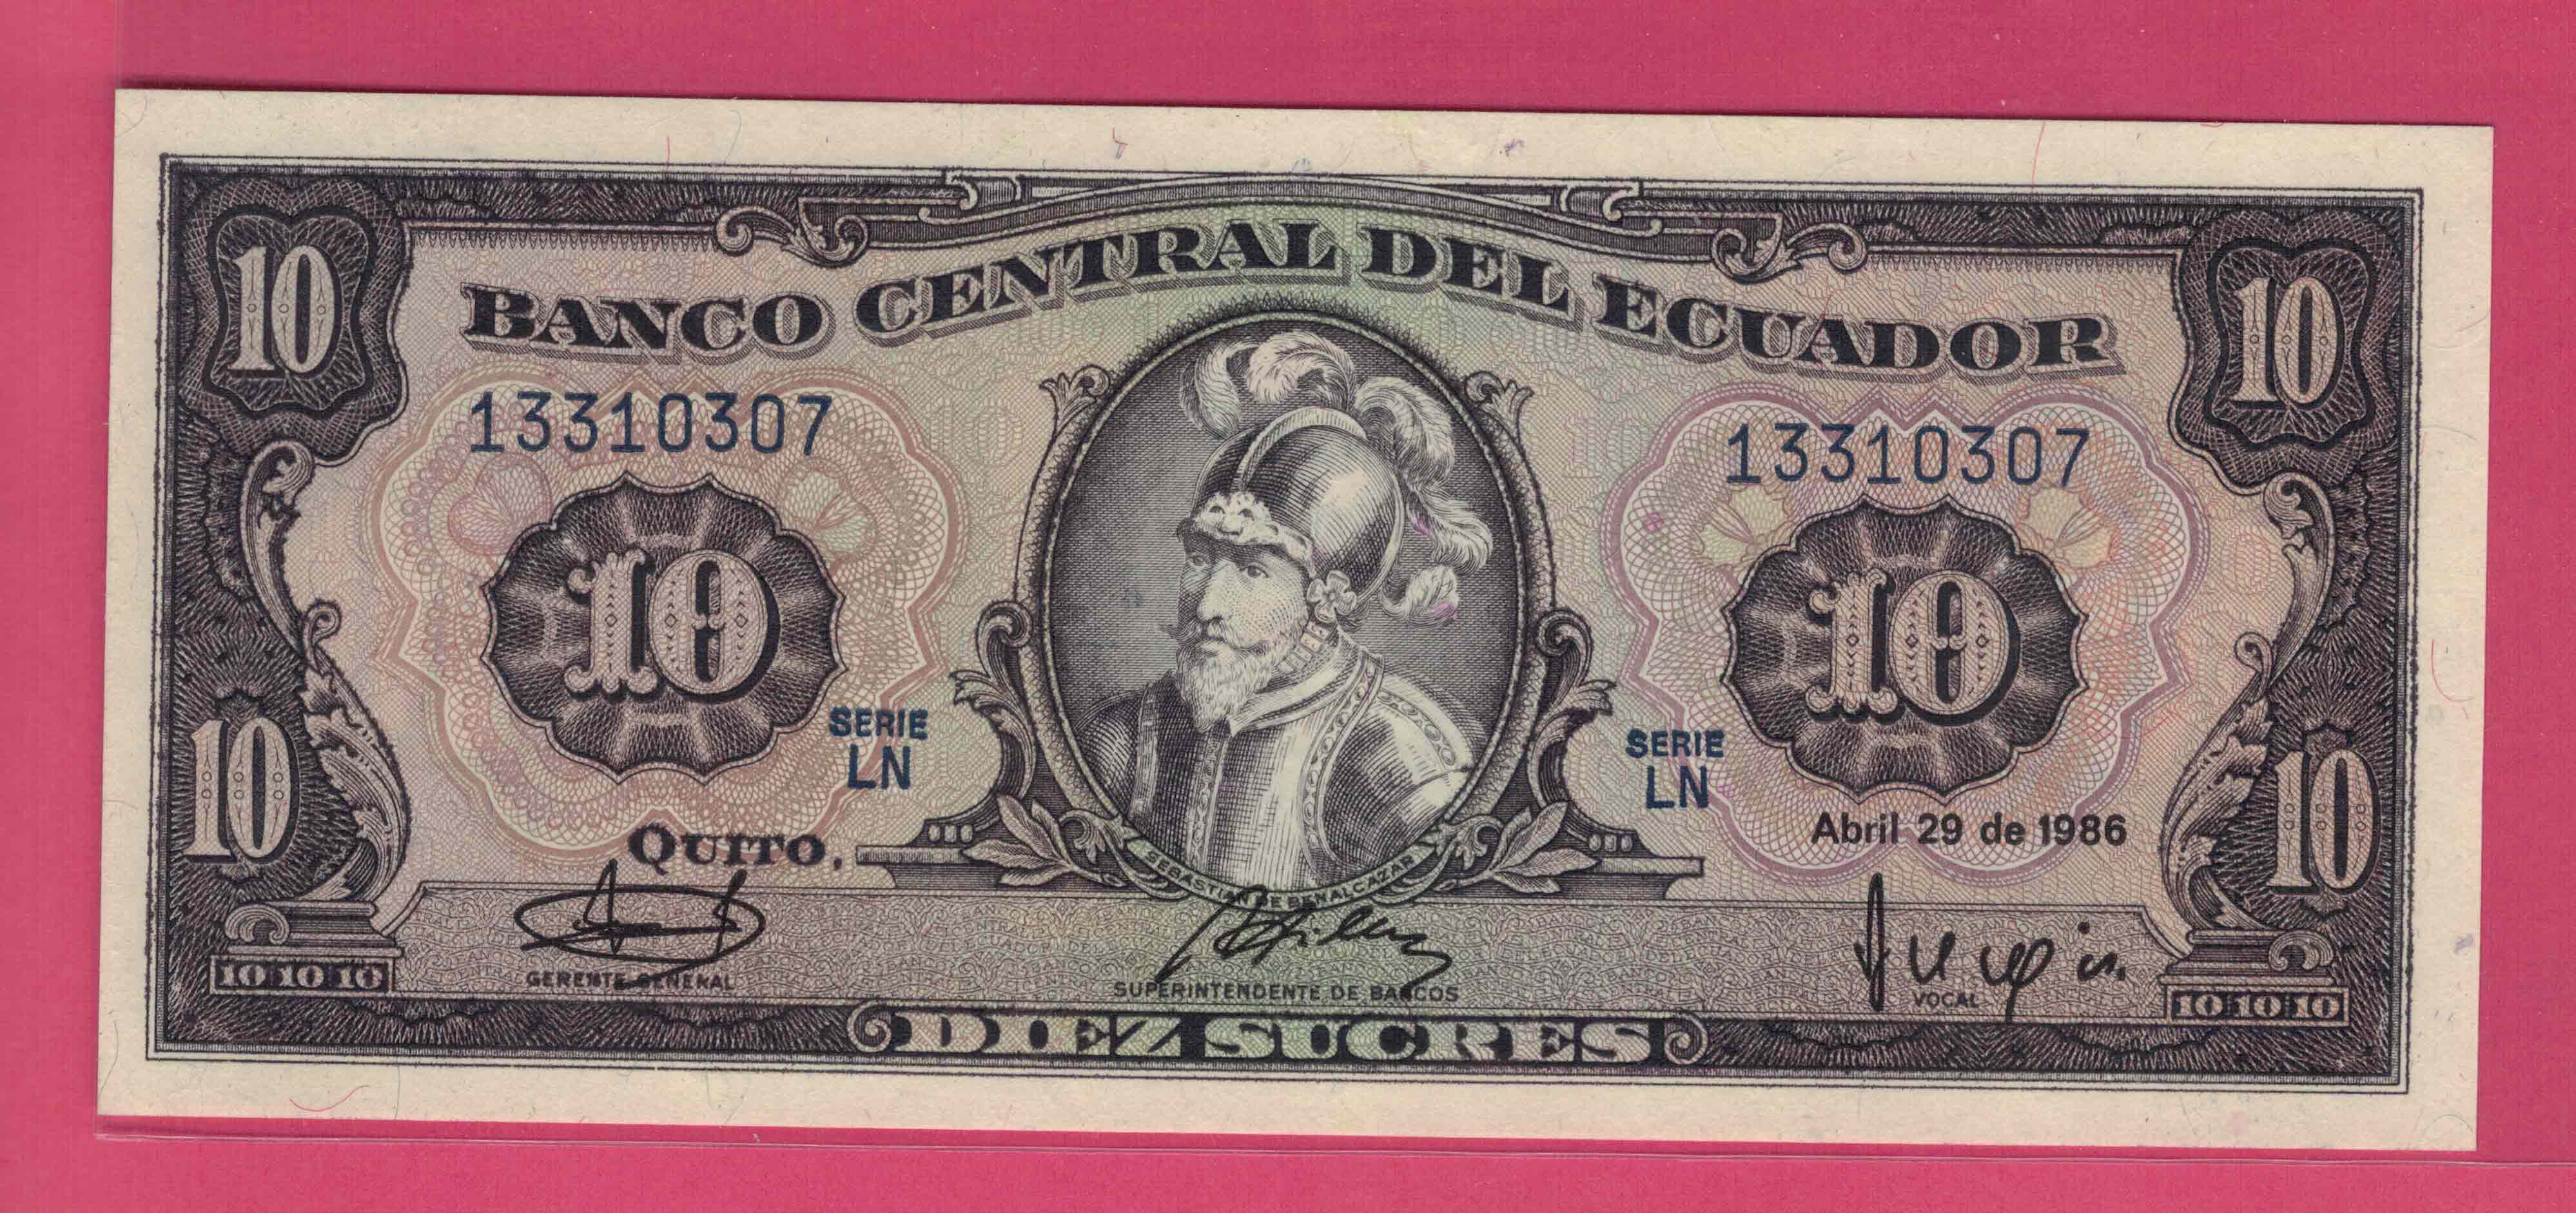 BANCO CENTRAL DEL ECUADOR
10 10
13310307 13310307
10 10
SERIE LN
SERIE LN
10 10
QUITO, Abril 29 de 1986
SEBASTIAN DE BENALCAZAR
10 10 10 GERENTE GENERAL SUPERINTENDENTE DE BANCOS VOCAL 10 10 10
DIEZ SUCRES